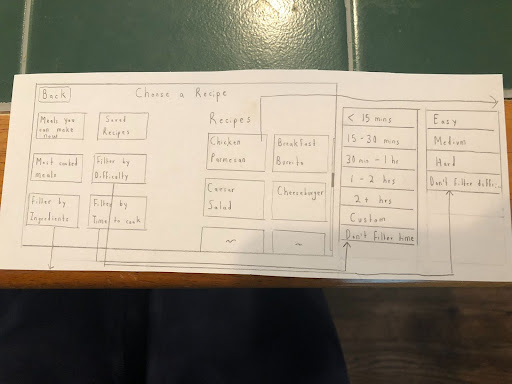 Back
Choose a Recipe
Meals you
can make
now
Saved
Recipes
Most cooked
meals
Filter by
Difficulty
Filter by
Ingredients
Filter by
Time to cook
Recipes
Chicken
Parmesan
Breakfast
Burrito
Caesar
Salad
Cheeseburger
~
~
< 15 mins
15 - 30 mins
30 min - 1 hr
1 - 2 hrs
2 + hrs
Custom
Don't filter time
Easy
Medium
Hard
Don't filter diffi...